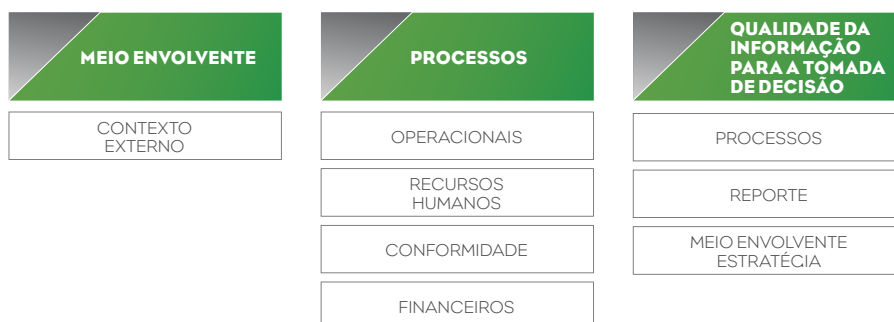 MEIO ENVOLVENTE
CONTEXTO
EXTERNO
PROCESSOS
OPERACIONAIS
RECURSOS
HUMANOS
CONFORMIDADE
FINANCEIROS
QUALIDADE DA
INFORMAÇÃO
PARA A TOMADA
DE DECISÃO
PROCESSOS
REPORTE
MEIO ENVOLVENTE
ESTRATÉGIA